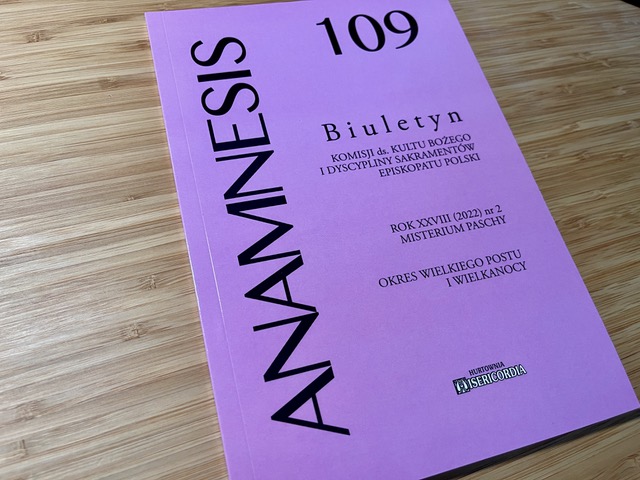 ANAMNESIS
109
Biuletyn
KOMISJI ds. KULTU BOŻEGO
I DYSCYPLINY SAKRAMENTÓW
EPISKOPATU POLSKI
ROK XXVIII (2022) nr 2
MISTERIUM PASCHY
OKRES WIELKIEGO POSTU
I WIELKANOCY
HURTOWNIA
MISERICORDIA